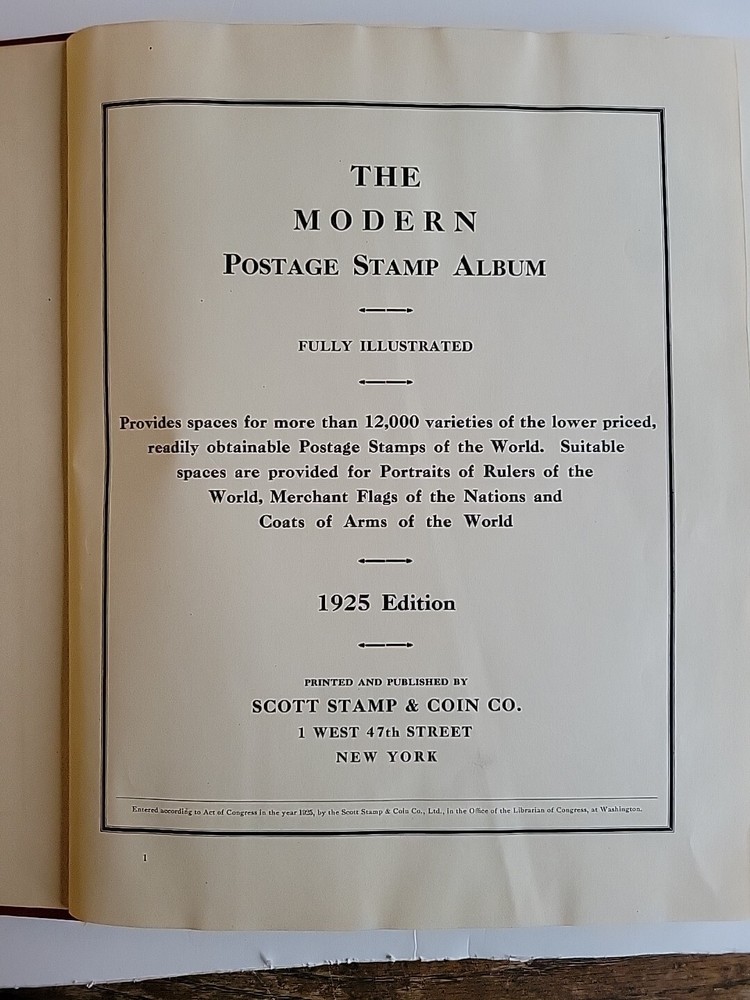 THE
MODERN
POSTAGE STAMP ALBUM
FULLY ILLUSTRATED
Provides spaces for more than 12,000 varieties of the lower priced,
readily obtainable Postage Stamps of the World. Suitable
spaces are provided for Portraits of Rulers of the
World, Merchant Flags of the Nations and
Coats of Arms of the World
1925 Edition
PRINTED AND PUBLISHED BY
SCOTT STAMP & COIN CO.
1 WEST 47th STREET
NEW YORK
Entered according to Act of Congress in the year 1925, by the Scott Stamp & Coin Co., Ltd., in the Office of the Librarian of Congress, at Washington.
1